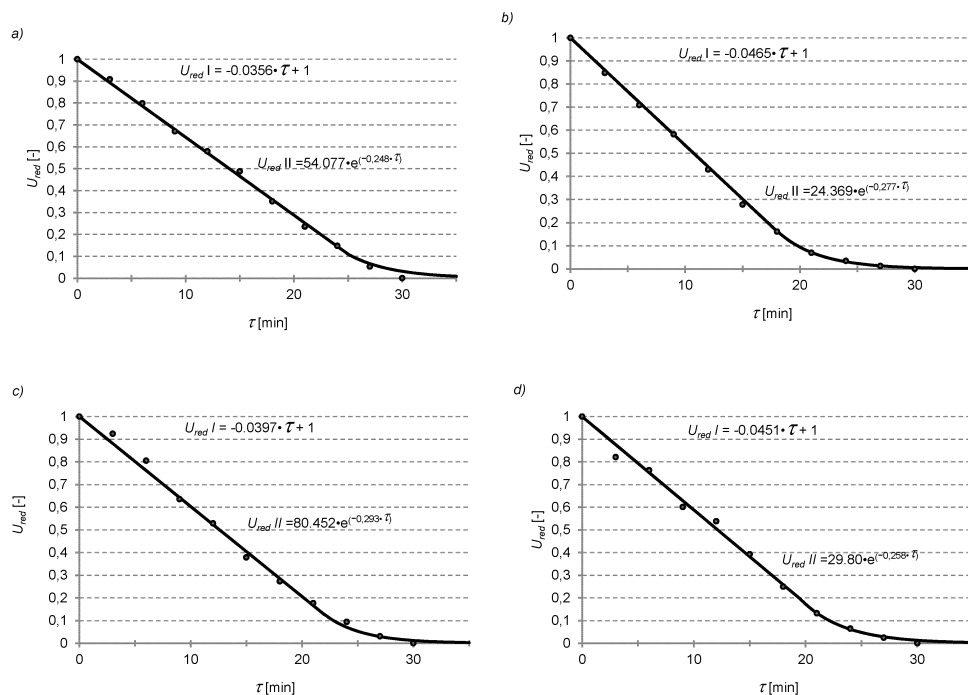 a)
U_red I = -0.0356• τ + 1
U_red II =54.077•e^(−0,248• τ)
U_red [-]
1
0,9
0,8
0,7
0,6
0,5
0,4
0,3
0,2
0,1
0
0 10 20 30
τ [min]
b)
U_red I = -0.0465• τ + 1
U_red II =24.369•e^(−0,277• τ)
U_red [-]
1
0,9
0,8
0,7
0,6
0,5
0,4
0,3
0,2
0,1
0
0 10 20 30
τ [min]
c)
U_red I = -0.0397• τ + 1
U_red II =80.452•e^(−0,293• τ)
U_red [-]
1
0,9
0,8
0,7
0,6
0,5
0,4
0,3
0,2
0,1
0
0 10 20 30
τ [min]
d)
U_red I = -0.0451• τ + 1
U_red II =29.80•e^(−0,258• τ)
U_red [-]
1
0,9
0,8
0,7
0,6
0,5
0,4
0,3
0,2
0,1
0
0 10 20 30
τ [min]